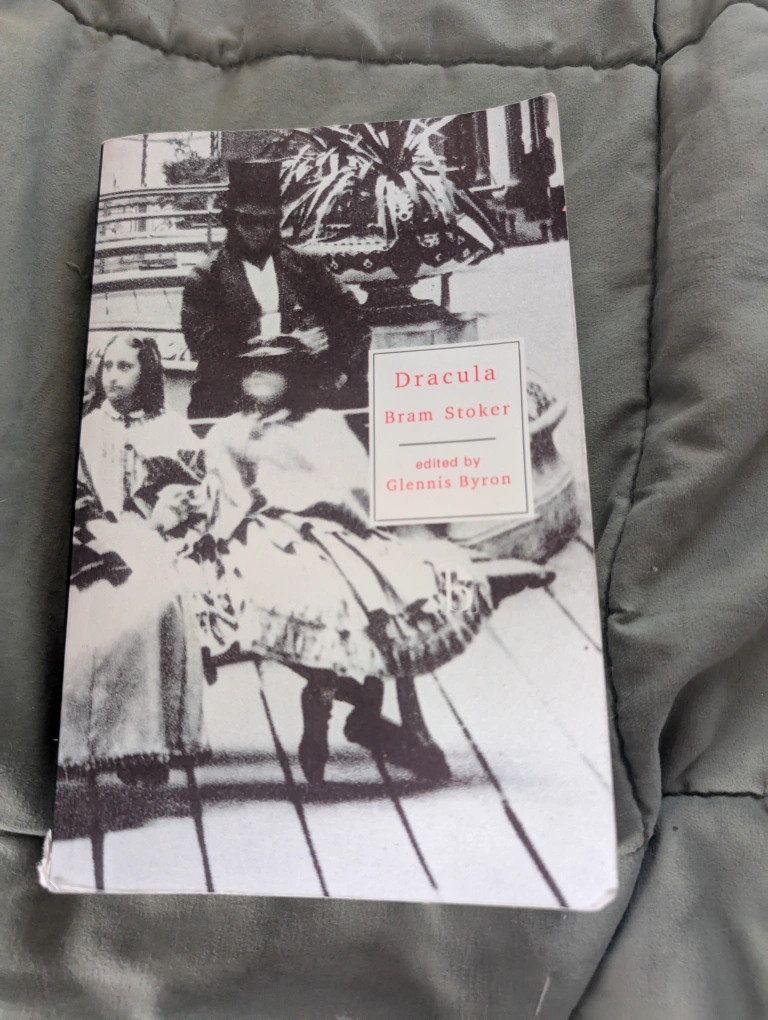 Dracula
Bram Stoker
edited by
Glennis Byron